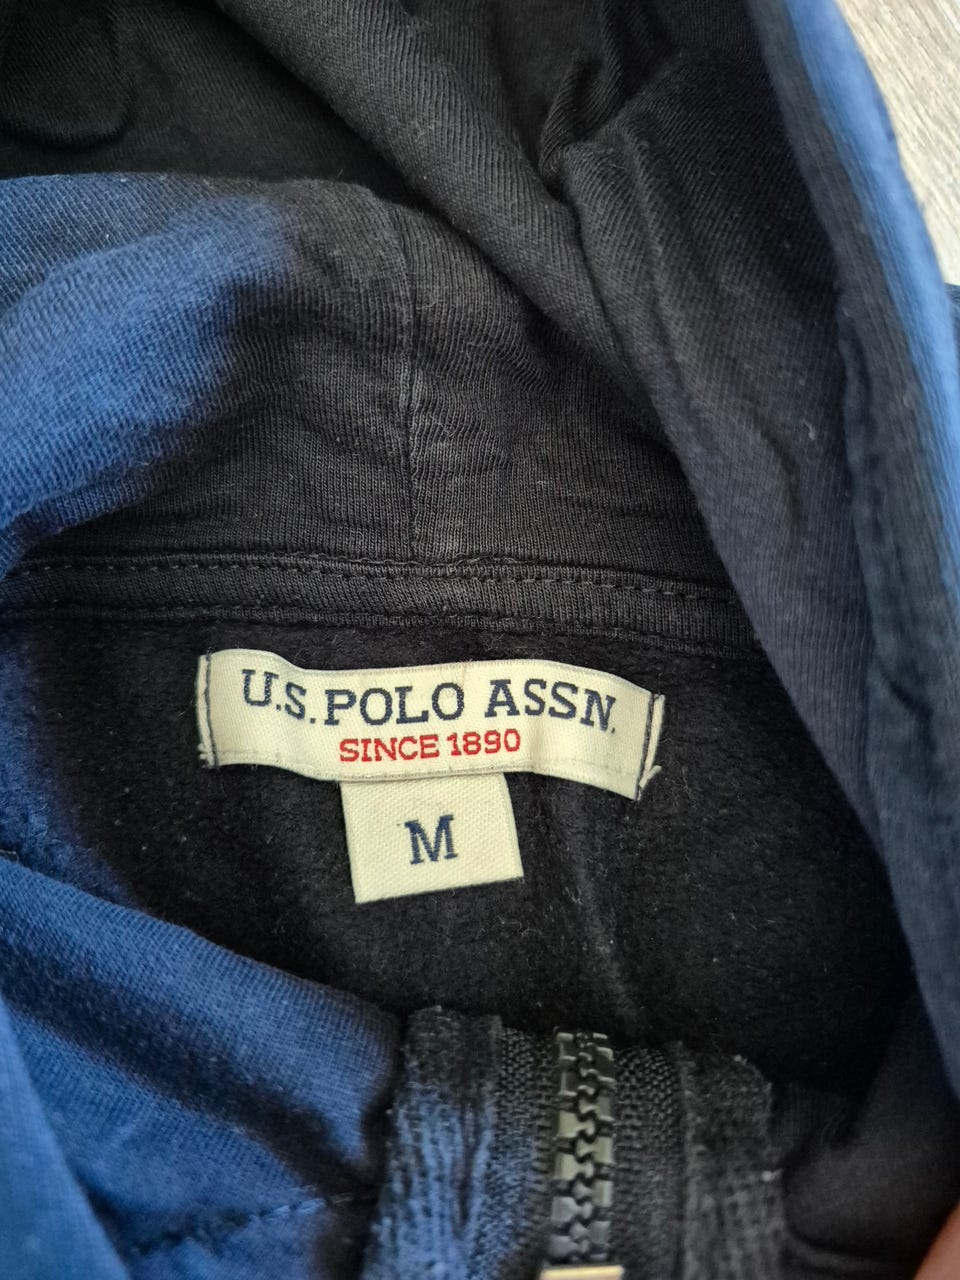 U.S. POLO ASSN.
SINCE 1890
M